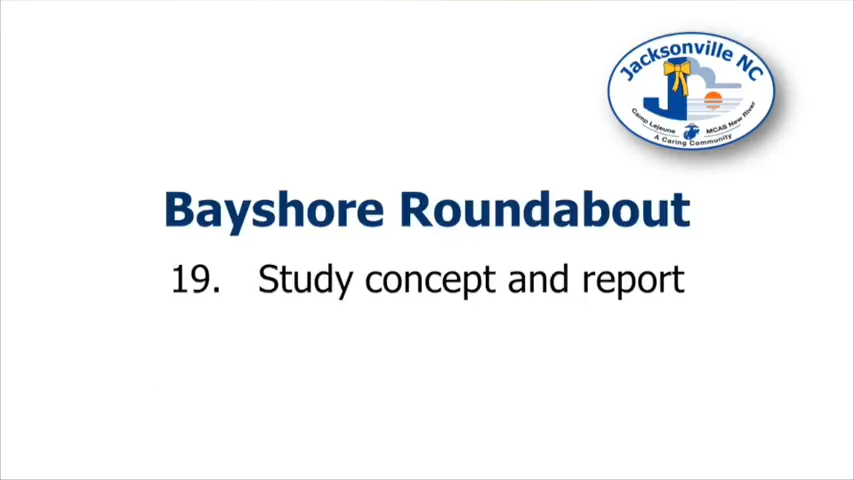 Jacksonville NC
Camp Lejeune
MCAS New River
A Caring Community
Bayshore Roundabout
19. Study concept and report